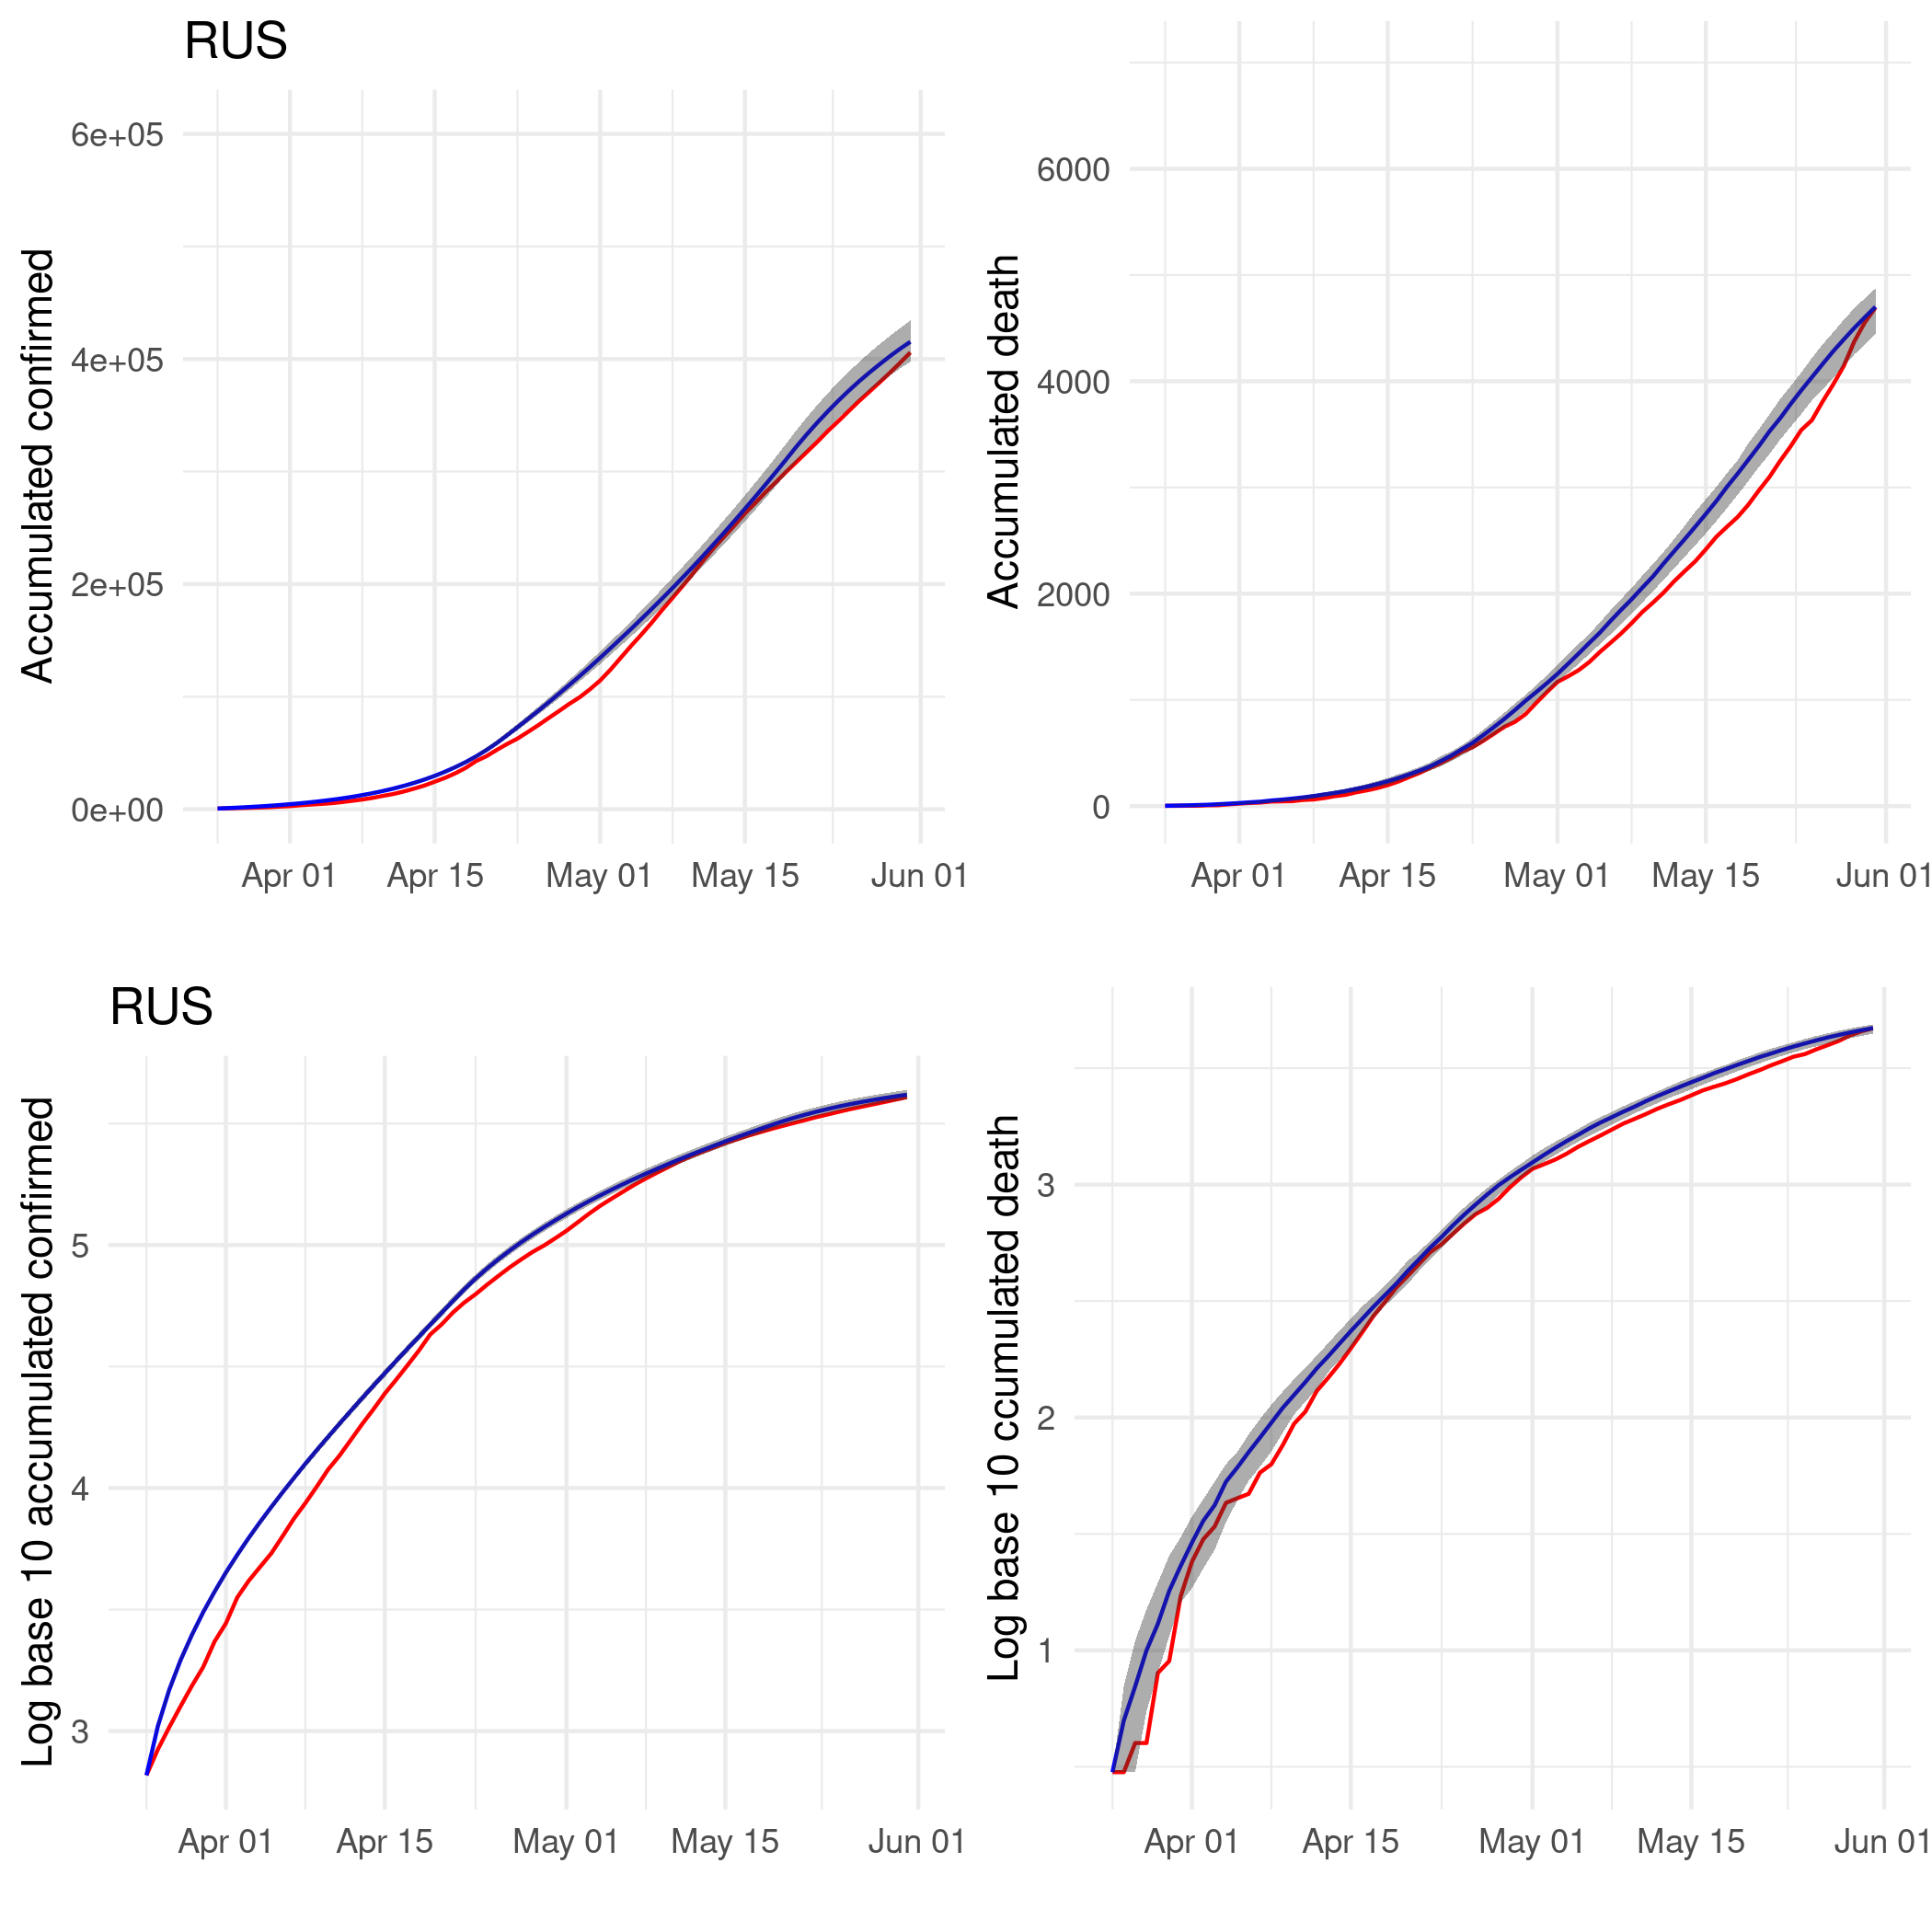 RUS
Accumulated confirmed
6e+05
4e+05
2e+05
0e+00
Apr 01 Apr 15 May 01 May 15 Jun 01
Accumulated death
6000
4000
2000
0
Apr 01 Apr 15 May 01 May 15 Jun 01
RUS
Log base 10 accumulated confirmed
5
4
3
Apr 01 Apr 15 May 01 May 15 Jun 01
Log base 10 ccumulated death
3
2
1
Apr 01 Apr 15 May 01 May 15 Jun 01